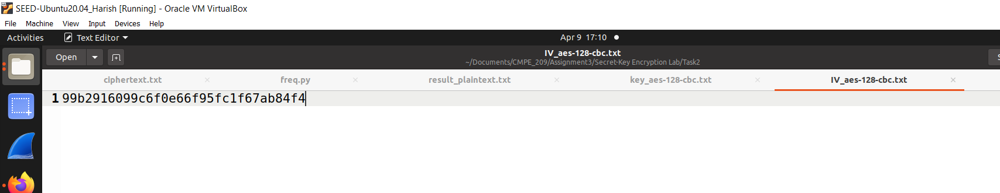 SEED-Ubuntu20.04_Harish [Running] - Oracle VM VirtualBox
File Machine View Input Devices Help
Activities Text Editor Apr 9 17:10
Open IV_aes-128-cbc.txt S
~/Documents/CMPE_209/Assignment3/Secret-Key Encryption Lab/Task2
ciphertext.txt × freq.py × result_plaintext.txt × key_aes-128-cbc.txt × IV_aes-128-cbc.txt ×
1 99b2916099c6f0e66f95fc1f67ab84f4